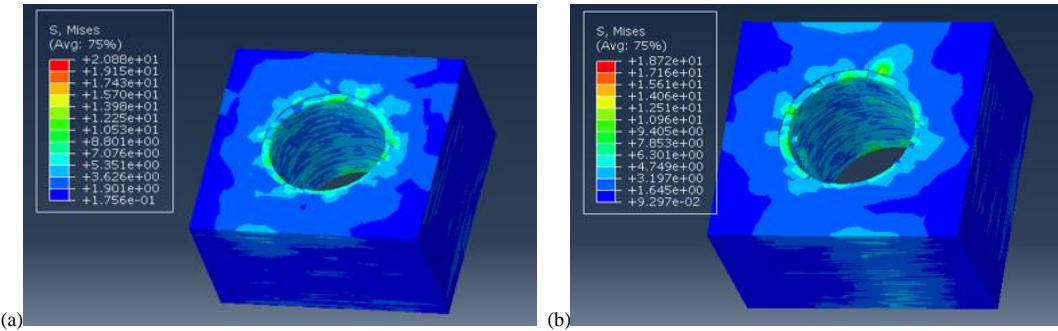 S, Mises
(Avg: 75%)
+2.088e+01
+1.915e+01
+1.743e+01
+1.570e+01
+1.398e+01
+1.225e+01
+1.053e+01
+8.801e+00
+7.076e+00
+5.351e+00
+3.626e+00
+1.901e+00
+1.756e-01
(a)
S, Mises
(Avg: 75%)
+1.872e+01
+1.716e+01
+1.561e+01
+1.406e+01
+1.251e+01
+1.096e+01
+9.405e+00
+7.853e+00
+6.301e+00
+4.749e+00
+3.197e+00
+1.645e+00
+9.297e-02
(b)